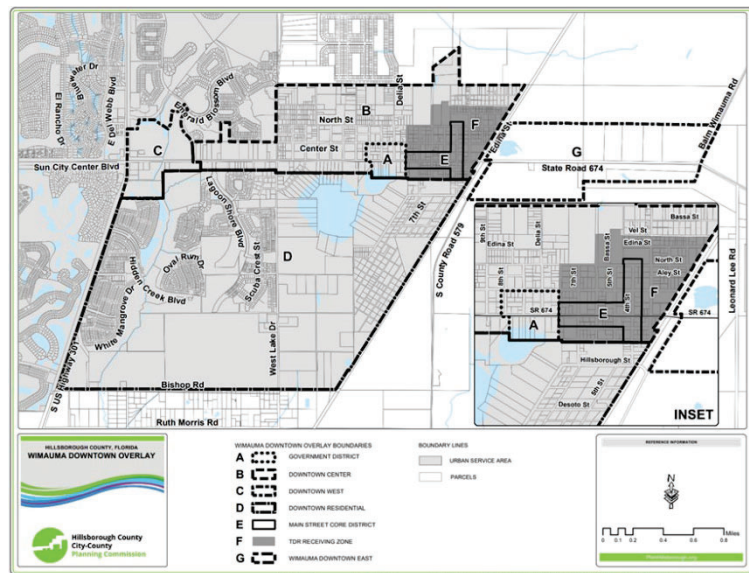 Bluewater Dr
El Rancho Dr
E Del Webb Blvd
Emerald Blossom Blvd
Delia St
North St
B
Center St
C
Sun City Center Blvd
A
E
F
Edina St
G
State Road 674
Balm Wimauma Rd
7th St
S County Road 579
Lagoon Shore Blvd
D
Oval Rum Dr
Hidden Creek Blvd
Scuba Crest St
White Mangrove Dr
West Lake Dr
S US Highway 301
Bishop Rd
Ruth Morris Rd
Leonard Lee Rd
9th St
Edina St
Delia St
Bassa St
Vel St
Edina St
Bassa St
8th St
7th St
5th St
4th St
North St
Aley St
F
E
SR 674
SR 674
A
Hillsborough St
8th St
Desoto St
INSET
HILLSBOROUGH COUNTY, FLORIDA
WIMAUMA DOWNTOWN OVERLAY
Hillsborough County
City-County
Planning Commission
WIMAUMA DOWNTOWN OVERLAY BOUNDARIES
A GOVERNMENT DISTRICT
B DOWNTOWN CENTER
C DOWNTOWN WEST
D DOWNTOWN RESIDENTIAL
E MAIN STREET CORE DISTRICT
F TDR RECEIVING ZONE
G WIMAUMA DOWNTOWN EAST
BOUNDARY LINES
URBAN SERVICE AREA
PARCELS
REFERENCE INFORMATION
N
0 0.1 0.2 0.4 0.6 0.8
Miles